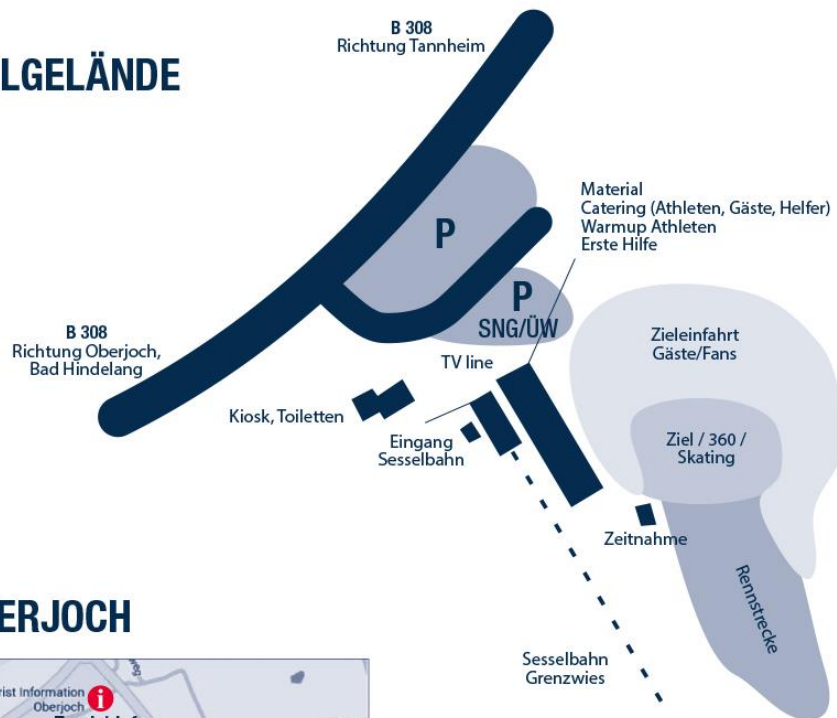 B 308
Richtung Tannheim
LGELÄNDE
Material
Catering (Athleten, Gäste, Helfer)
Warmup Athleten
Erste Hilfe
P
P
SNG/ÜW
B 308
Richtung Oberjoch,
Bad Hindelang
Zieleinfahrt
Gäste/Fans
TV line
Kiosk, Toiletten
Eingang
Sesselbahn
Ziel / 360 /
Skating
Zeitnahme
Rennstrecke
ERJOCH
Sesselbahn
Grenzwies
rist Information
Oberjoch
i